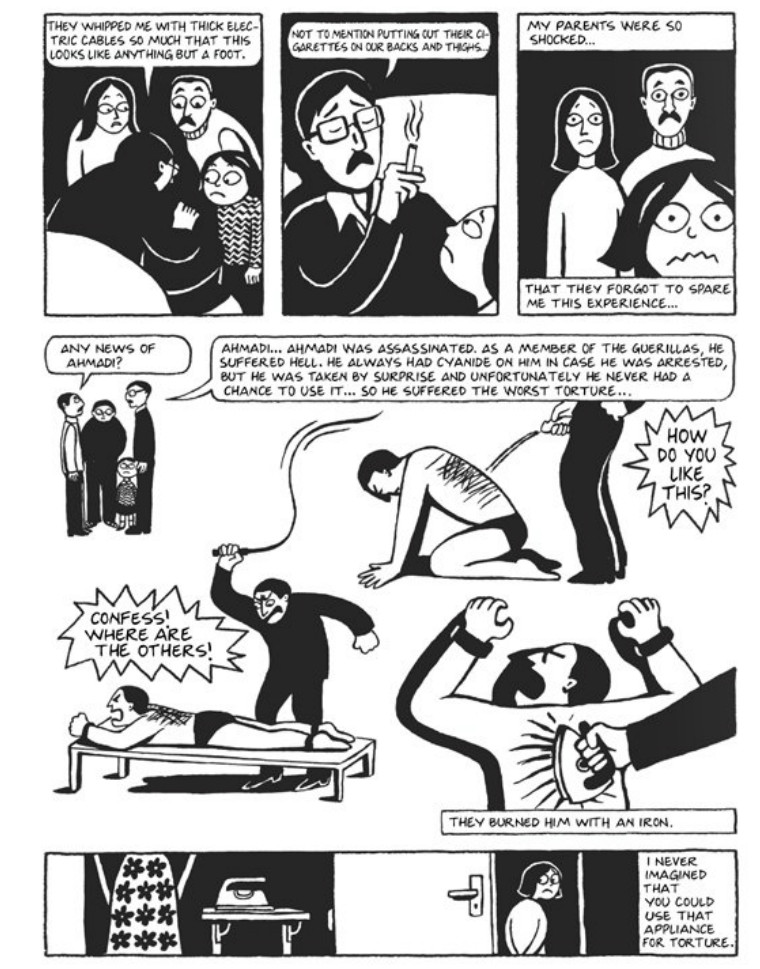 THEY WHIPPED ME WITH THICK ELEC-
TRIC CABLES SO MUCH THAT THIS
LOOKS LIKE ANYTHING BUT A FOOT.
NOT TO MENTION PUTTING OUT THEIR CI-
GARETTES ON OUR BACKS AND THIGHS...
MY PARENTS WERE SO
SHOCKED...
THAT THEY FORGOT TO SPARE
ME THIS EXPERIENCE...
ANY NEWS OF
AHMADI?
AHMADI... AHMADI WAS ASSASSINATED. AS A MEMBER OF THE GUERILLAS, HE
SUFFERED HELL. HE ALWAYS HAD CYANIDE ON HIM IN CASE HE WAS ARRESTED,
BUT HE WAS TAKEN BY SURPRISE AND UNFORTUNATELY HE NEVER HAD A
CHANCE TO USE IT... SO HE SUFFERED THE WORST TORTURE...
HOW
DO YOU
LIKE
THIS?
CONFESS!
WHERE ARE
THE OTHERS!
THEY BURNED HIM WITH AN IRON.
I NEVER
IMAGINED
THAT
YOU COULD
USE THAT
APPLIANCE
FOR TORTURE.